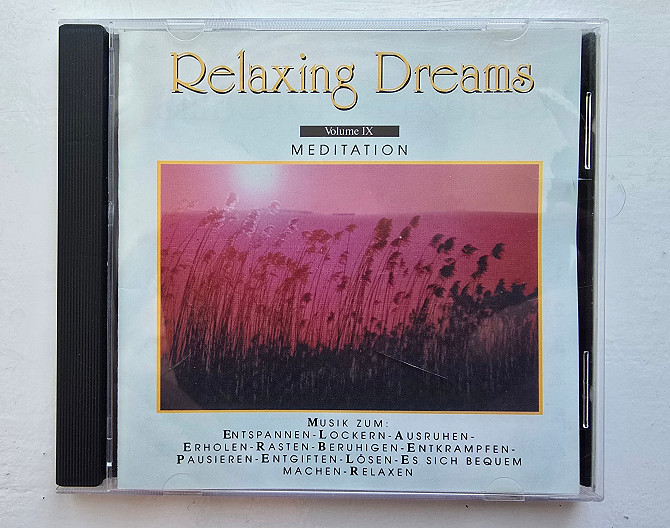 Relaxing Dreams
Volume IX
MEDITATION
MUSIK ZUM:
ENTSPANNEN-LOCKERN-AUSRUHEN-
ERHOLEN-RASTEN-BERUHIGEN-ENTKRAMPFEN-
PAUSIEREN-ENTGIFTEN-LÖSEN-ES SICH BEQUEM
MACHEN-RELAXEN